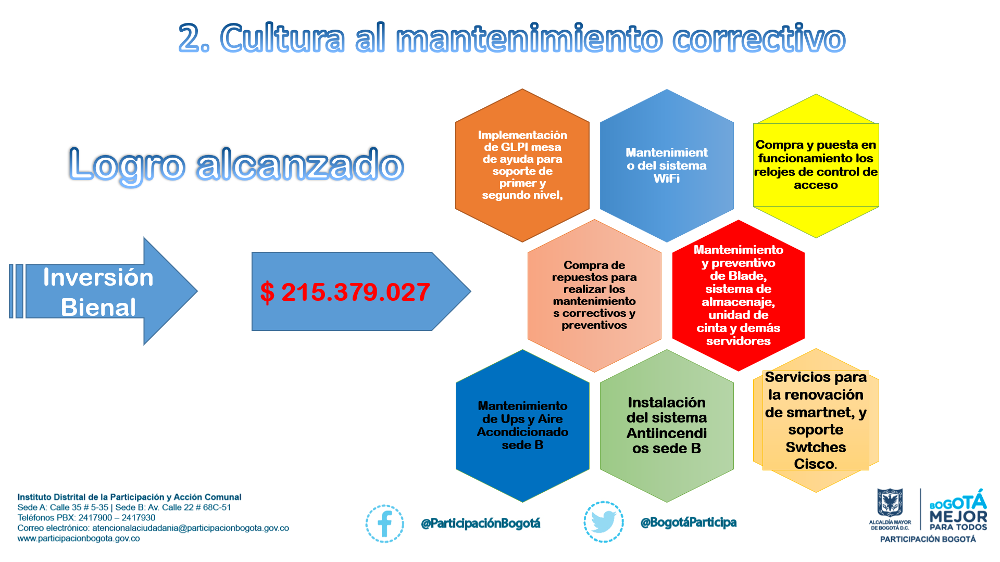 2. Cultura al mantenimiento correctivo
Logro alcanzado
Inversión
Bienal
$ 215.379.027
Implementación
de GLPI mesa
de ayuda para
soporte de
primer y
segundo nivel,
Mantenimient
o del sistema
WiFi
Compra y puesta en
funcionamiento los
relojes de control de
acceso
Compra de
repuestos para
realizar los
mantenimiento
s correctivos y
preventivos
Mantenimiento
y preventivo
de Blade,
sistema de
almacenaje,
unidad de
cinta y demás
servidores
Mantenimiento
de Ups y Aire
Acondicionado
sede B
Instalación
del sistema
Antiincendi
os sede B
Servicios para
la renovación
de smartnet, y
soporte
Swtches
Cisco.
Instituto Distrital de la Participación y Acción Comunal
Sede A: Calle 35 # 5-35 | Sede B: Av. Calle 22 # 68C-51
Teléfonos PBX: 2417900 – 2417930
Correo electrónico: atencionalaciudadania@participacionbogota.gov.co
www.participacionbogota.gov.co
@ParticipaciónBogotá
@BogotáParticipa
ALCALDÍA MAYOR
DE BOGOTÁ D.C.
BOGOTÁ
MEJOR
PARA TODOS
PARTICIPACIÓN BOGOTÁ